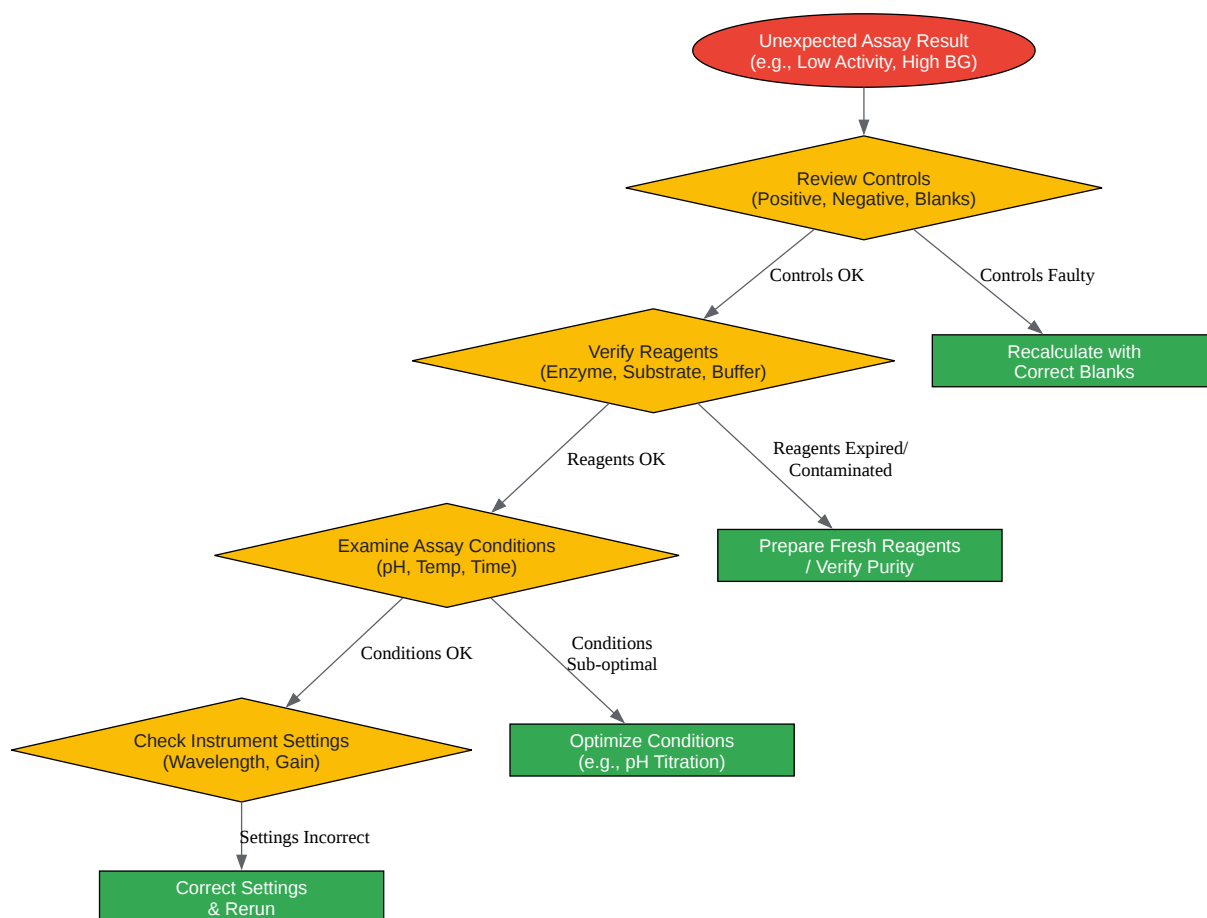 Unexpected Assay Result
(e.g., Low Activity, High BG)
Review Controls
(Positive, Negative, Blanks)
Controls OK
Controls Faulty
Verify Reagents
(Enzyme, Substrate, Buffer)
Recalculate with
Correct Blanks
Reagents OK
Reagents Expired/
Contaminated
Examine Assay Conditions
(pH, Temp, Time)
Prepare Fresh Reagents
/ Verify Purity
Conditions OK
Conditions
Sub-optimal
Check Instrument Settings
(Wavelength, Gain)
Optimize Conditions
(e.g., pH Titration)
Settings Incorrect
Correct Settings
& Rerun